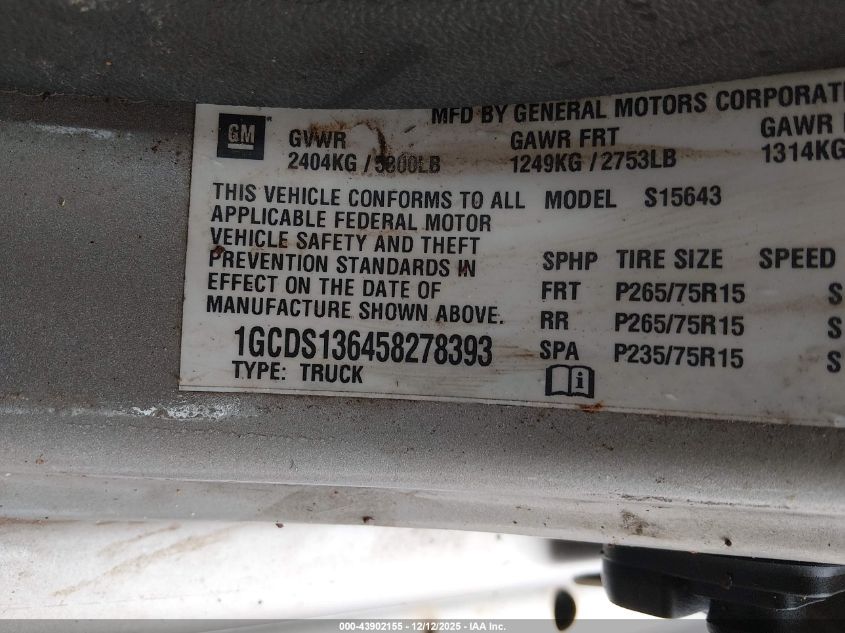 MFD BY GENERAL MOTORS CORPORATI
GM
GVWR GAWR FRT GAWR
2404KG / 5300LB 1249KG / 2753LB 1314KG
THIS VEHICLE CONFORMS TO ALL MODEL S15643
APPLICABLE FEDERAL MOTOR
VEHICLE SAFETY AND THEFT
PREVENTION STANDARDS IN SPHP TIRE SIZE SPEED
EFFECT ON THE DATE OF FRT P265/75R15 S
MANUFACTURE SHOWN ABOVE. RR P265/75R15 S
1GCDS136458278393 SPA P235/75R15 S
TYPE: TRUCK
000-43902155 - 12/12/2025 - IAA Inc.